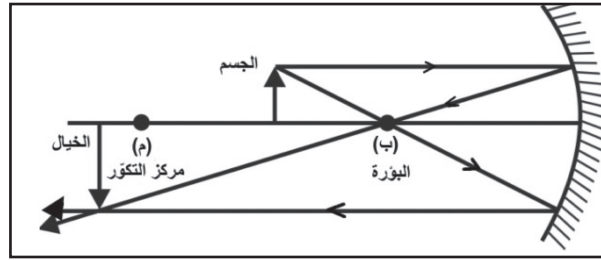 الجسم
الخيال
(م)
مركز التكوّر
(ب)
البؤرة